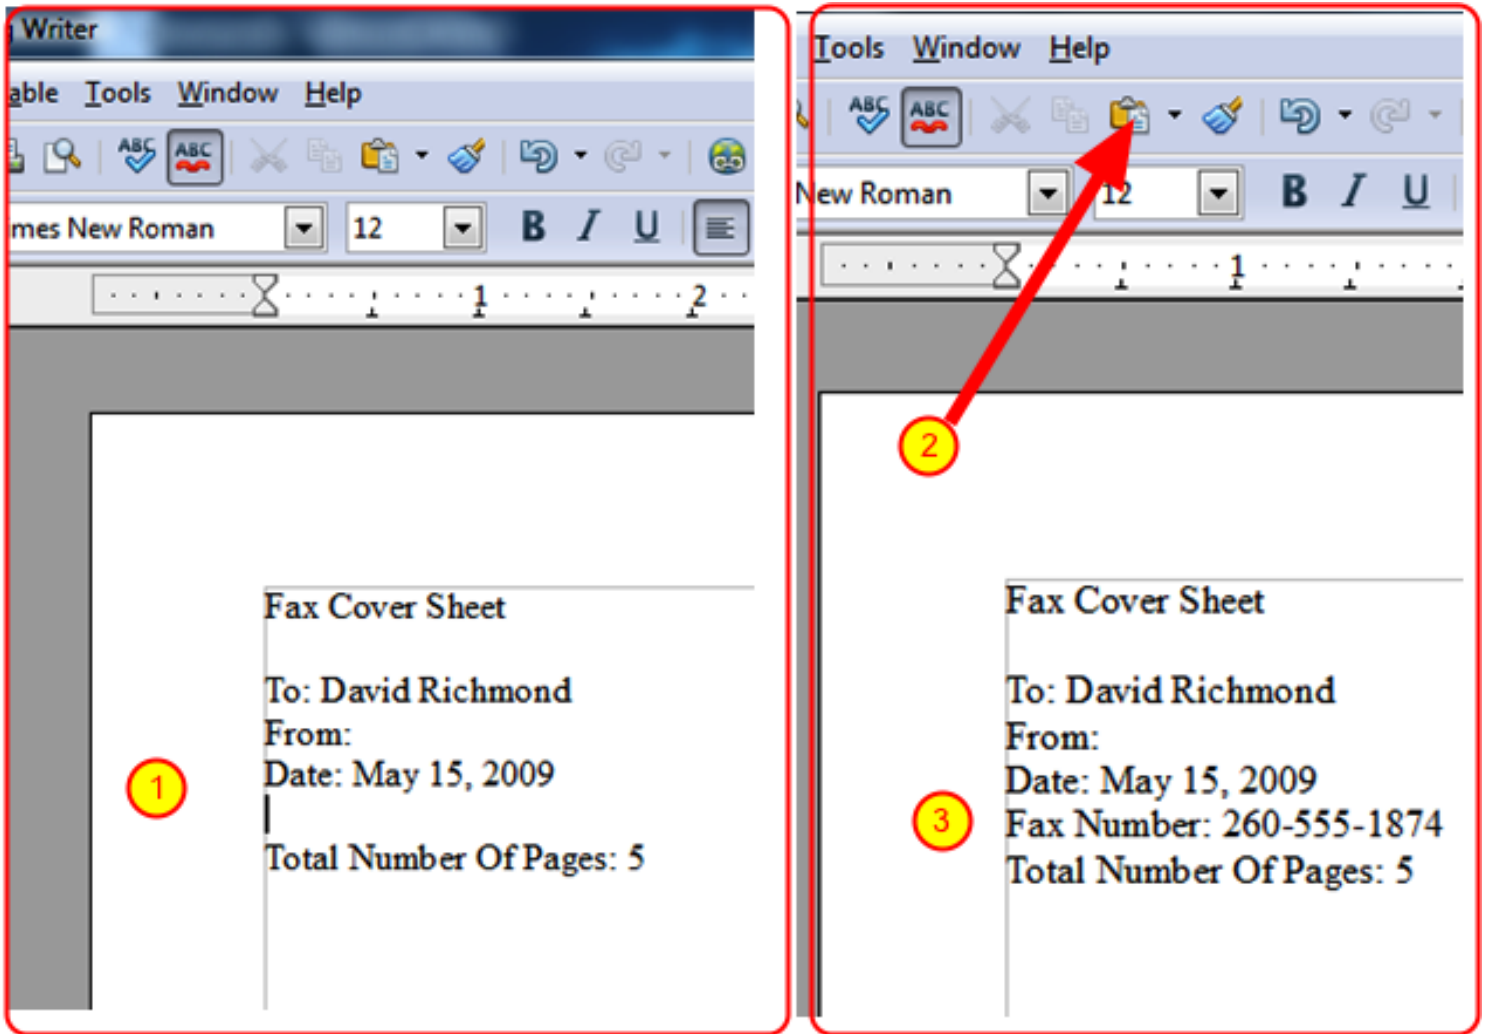 Writer
able Tools Window Help
ABC ABC
mes New Roman 12 B I U
1 2
Fax Cover Sheet
To: David Richmond
From:
Date: May 15, 2009
Total Number Of Pages: 5
1
Tools Window Help
ABC ABC
New Roman 12 B I U
1
2
Fax Cover Sheet
To: David Richmond
From:
Date: May 15, 2009
Fax Number: 260-555-1874
Total Number Of Pages: 5
3